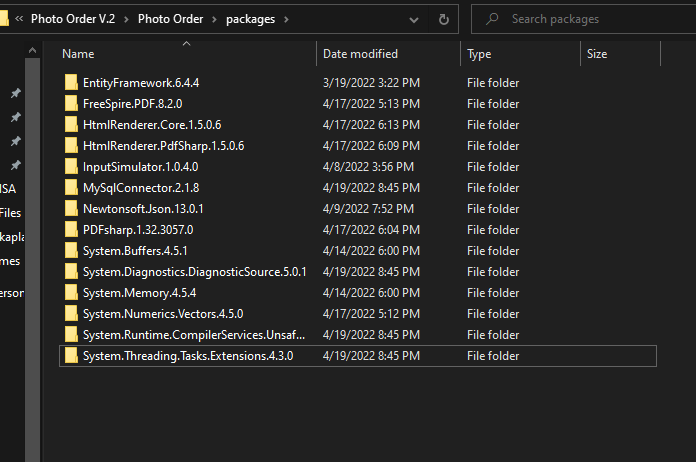 Photo Order V.2 Photo Order packages Search packages
Name Date modified Type Size
EntityFramework.6.4.4 3/19/2022 3:22 PM File folder
FreeSpire.PDF.8.2.0 4/17/2022 5:13 PM File folder
HtmlRenderer.Core.1.5.0.6 4/17/2022 6:13 PM File folder
HtmlRenderer.PdfSharp.1.5.0.6 4/17/2022 6:09 PM File folder
InputSimulator.1.0.4.0 4/8/2022 3:56 PM File folder
ISA MySqlConnector.2.1.8 4/19/2022 8:45 PM File folder
Files Newtonsoft.Json.13.0.1 4/9/2022 7:52 PM File folder
kapla PDFsharp.1.32.3057.0 4/17/2022 6:04 PM File folder
System.Buffers.4.5.1 4/14/2022 6:00 PM File folder
mes System.Diagnostics.DiagnosticSource.5.0.1 4/19/2022 8:45 PM File folder
erson System.Memory.4.5.4 4/14/2022 6:00 PM File folder
System.Numerics.Vectors.4.5.0 4/17/2022 5:12 PM File folder
System.Runtime.CompilerServices.Unsaf... 4/19/2022 8:45 PM File folder
System.Threading.Tasks.Extensions.4.3.0 4/19/2022 8:45 PM File folder